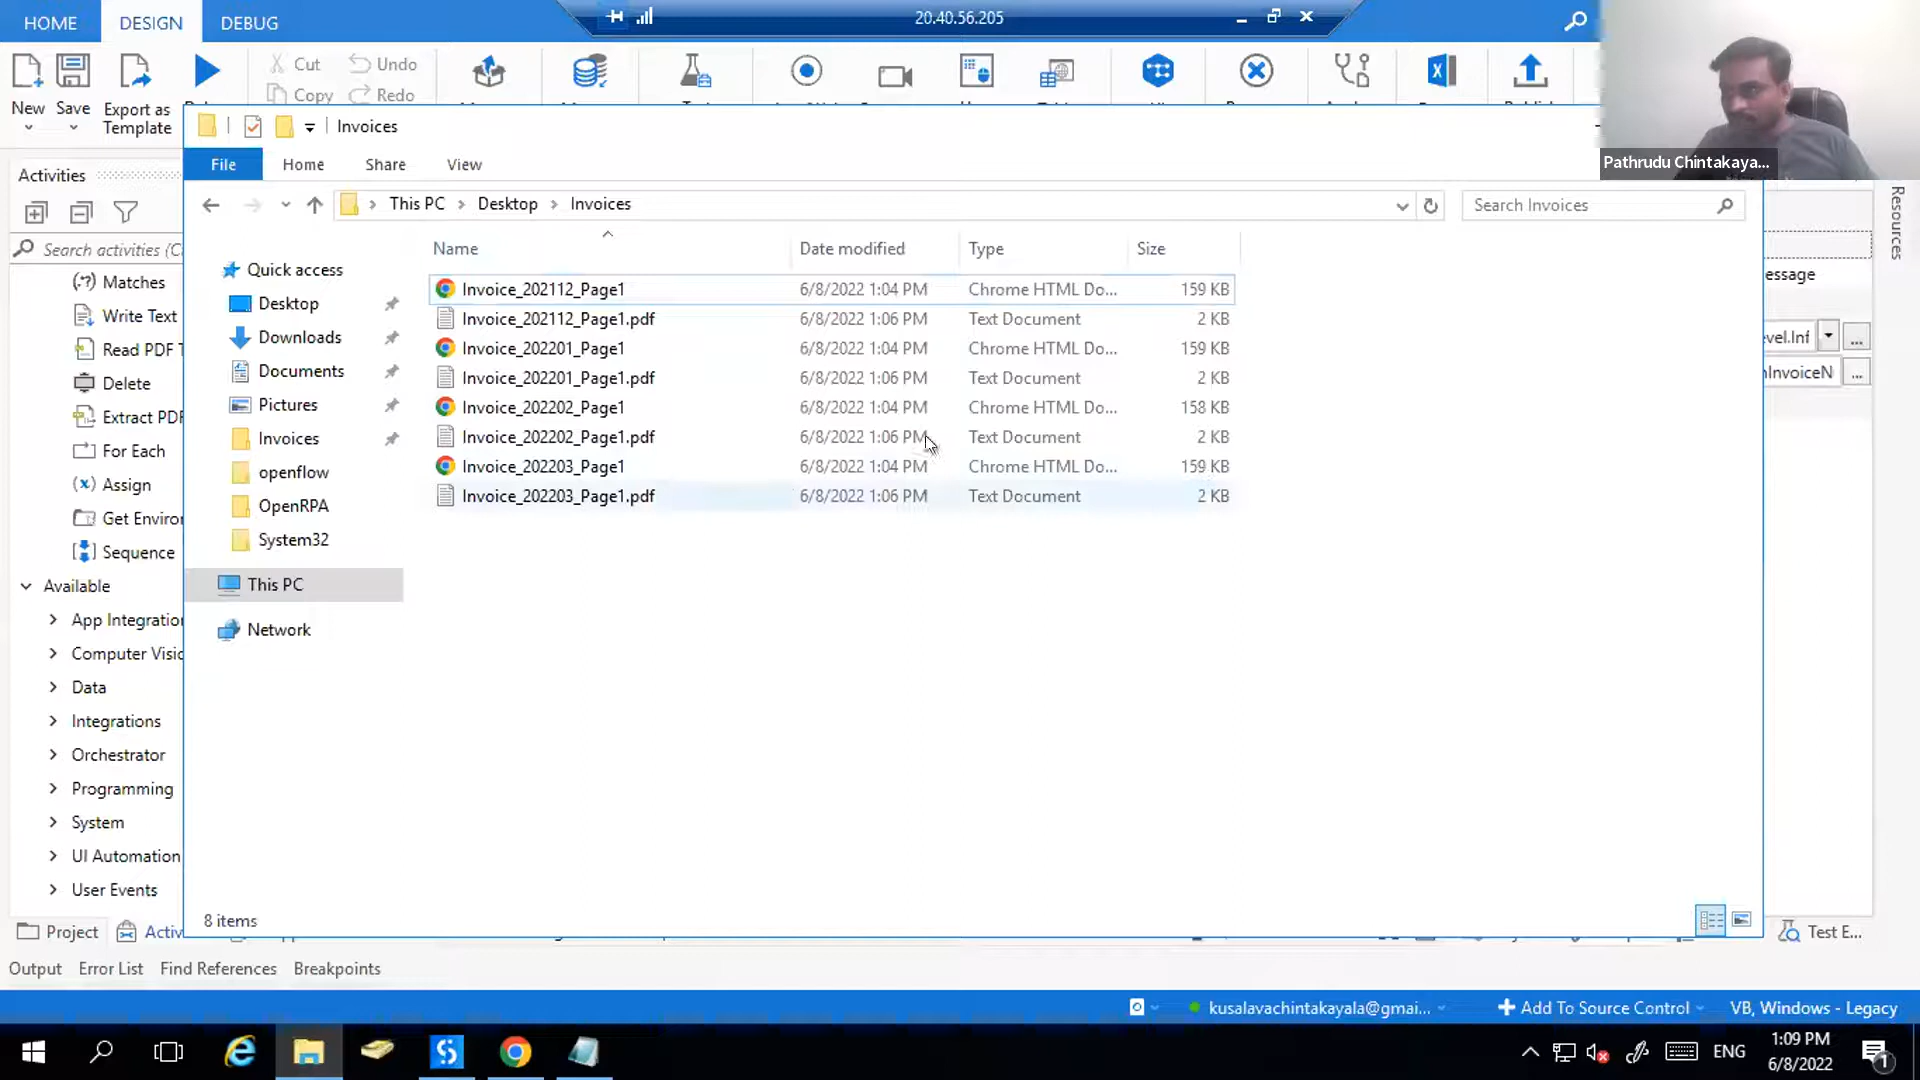 HOME DESIGN DEBUG
20.40.56.205
New Save Export as Template
Cut Undo
Copy Redo
Pathrudu Chintakaya...
Invoices
File Home Share View
This PC > Desktop > Invoices
Search Invoices
Resources
Activities
Search activities (C
Matches
Write Text
Read PDF T
Delete
Extract PDF
For Each
Assign
Get Enviror
Sequence
Available
App Integration
Computer Visio
Data
Integrations
Orchestrator
Programming
System
UI Automation
User Events
Quick access
Desktop
Downloads
Documents
Pictures
Invoices
openflow
OpenRPA
System32
This PC
Network
Name Date modified Type Size
Invoice_202112_Page1 6/8/2022 1:04 PM Chrome HTML Do... 159 KB
Invoice_202112_Page1.pdf 6/8/2022 1:06 PM Text Document 2 KB
Invoice_202201_Page1 6/8/2022 1:04 PM Chrome HTML Do... 159 KB
Invoice_202201_Page1.pdf 6/8/2022 1:06 PM Text Document 2 KB
Invoice_202202_Page1 6/8/2022 1:04 PM Chrome HTML Do... 158 KB
Invoice_202202_Page1.pdf 6/8/2022 1:06 PM Text Document 2 KB
Invoice_202203_Page1 6/8/2022 1:04 PM Chrome HTML Do... 159 KB
Invoice_202203_Page1.pdf 6/8/2022 1:06 PM Text Document 2 KB
essage
vel.Inf ...
InvoiceN ...
8 items
Project Activ
Test E...
Output Error List Find References Breakpoints
kusalavachintakayala@gmai... Add To Source Control VB, Windows - Legacy
ENG 1:09 PM
6/8/2022
1